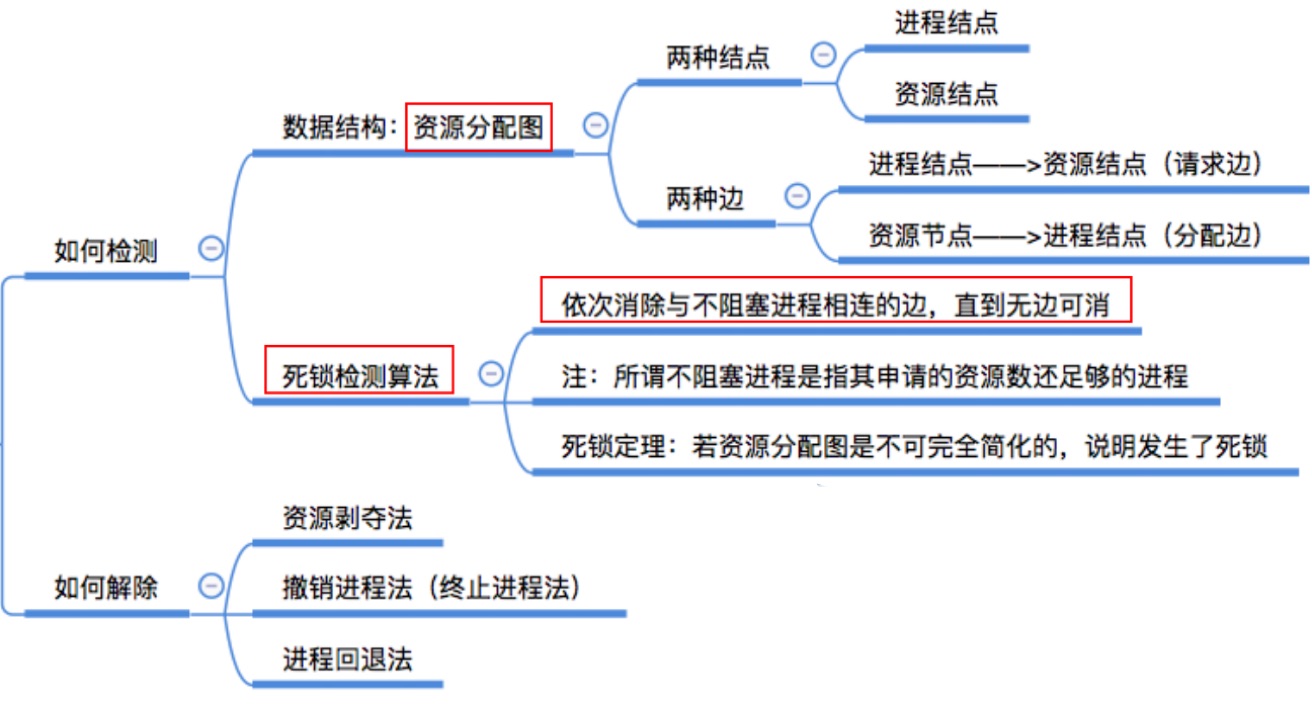 进程结点
两种结点
资源结点
数据结构：资源分配图
进程结点——>资源结点（请求边）
两种边
资源节点——>进程结点（分配边）
如何检测
依次消除与不阻塞进程相连的边，直到无边可消
死锁检测算法
注：所谓不阻塞进程是指其申请的资源数还足够的进程
死锁定理：若资源分配图是不可完全简化的，说明发生了死锁
资源剥夺法
如何解除
撤销进程法（终止进程法）
进程回退法